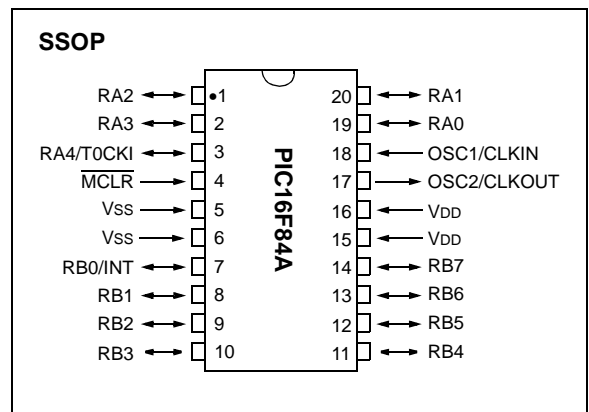 SSOP
RA2 •1 20 RA1
RA3 2 19 RA0
RA4/T0CKI 3 18 OSC1/CLKIN
MCLR 4 17 OSC2/CLKOUT
VSS 5 16 VDD
VSS 6 15 VDD
RB0/INT 7 14 RB7
RB1 8 13 RB6
RB2 9 12 RB5
RB3 10 11 RB4
PIC16F84A